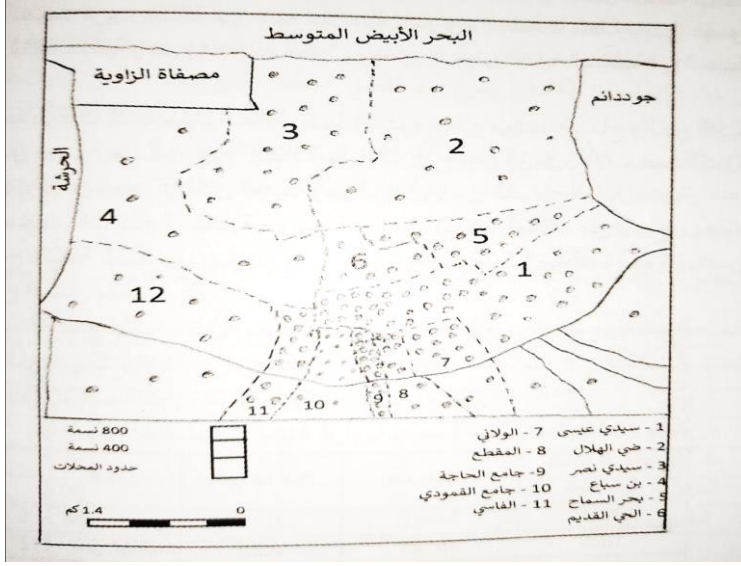 البحر الأبيض المتوسط
مصفاة الزاوية
جوددائم
الحرشة
3
2
4
5
6
1
12
7
11
10
9
8
800 نسمة
400 نسمة
حدود المحلات
1.4 كم
0
1 - سيدي عيسى
2 - ضي الهلال
3 - سيدي نصر
4 - بن سباع
5 - بحر السماح
6 - الحي القديم
7 - الولاني
8 - المقطع
9 - جامع الحاجة
10 - جامع القمودي
11 - الفاسي